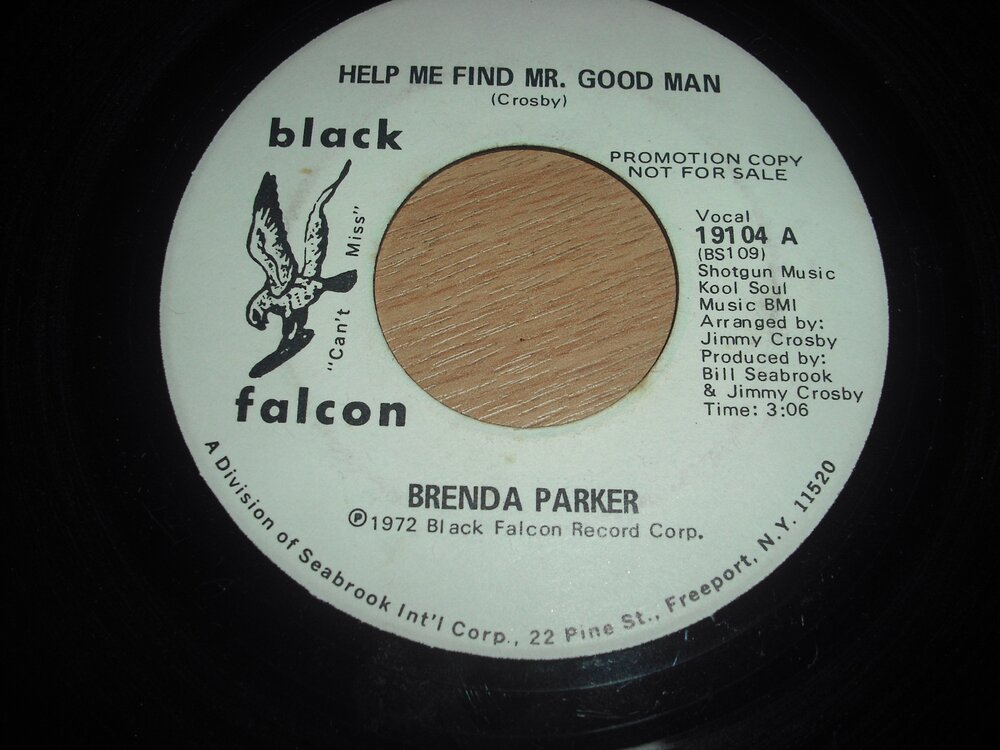 HELP ME FIND MR. GOOD MAN
(Crosby)
black
"Can't Miss"
falcon
PROMOTION COPY
NOT FOR SALE
Vocal
19104 A
(BS109)
Shotgun Music
Kool Soul
Music BMI
Arranged by:
Jimmy Crosby
Produced by:
Bill Seabrook
& Jimmy Crosby
Time: 3:06
BRENDA PARKER
Ⓟ1972 Black Falcon Record Corp.
A Division of Seabrook Int'l Corp., 22 Pine St., Freeport, N.Y. 11520